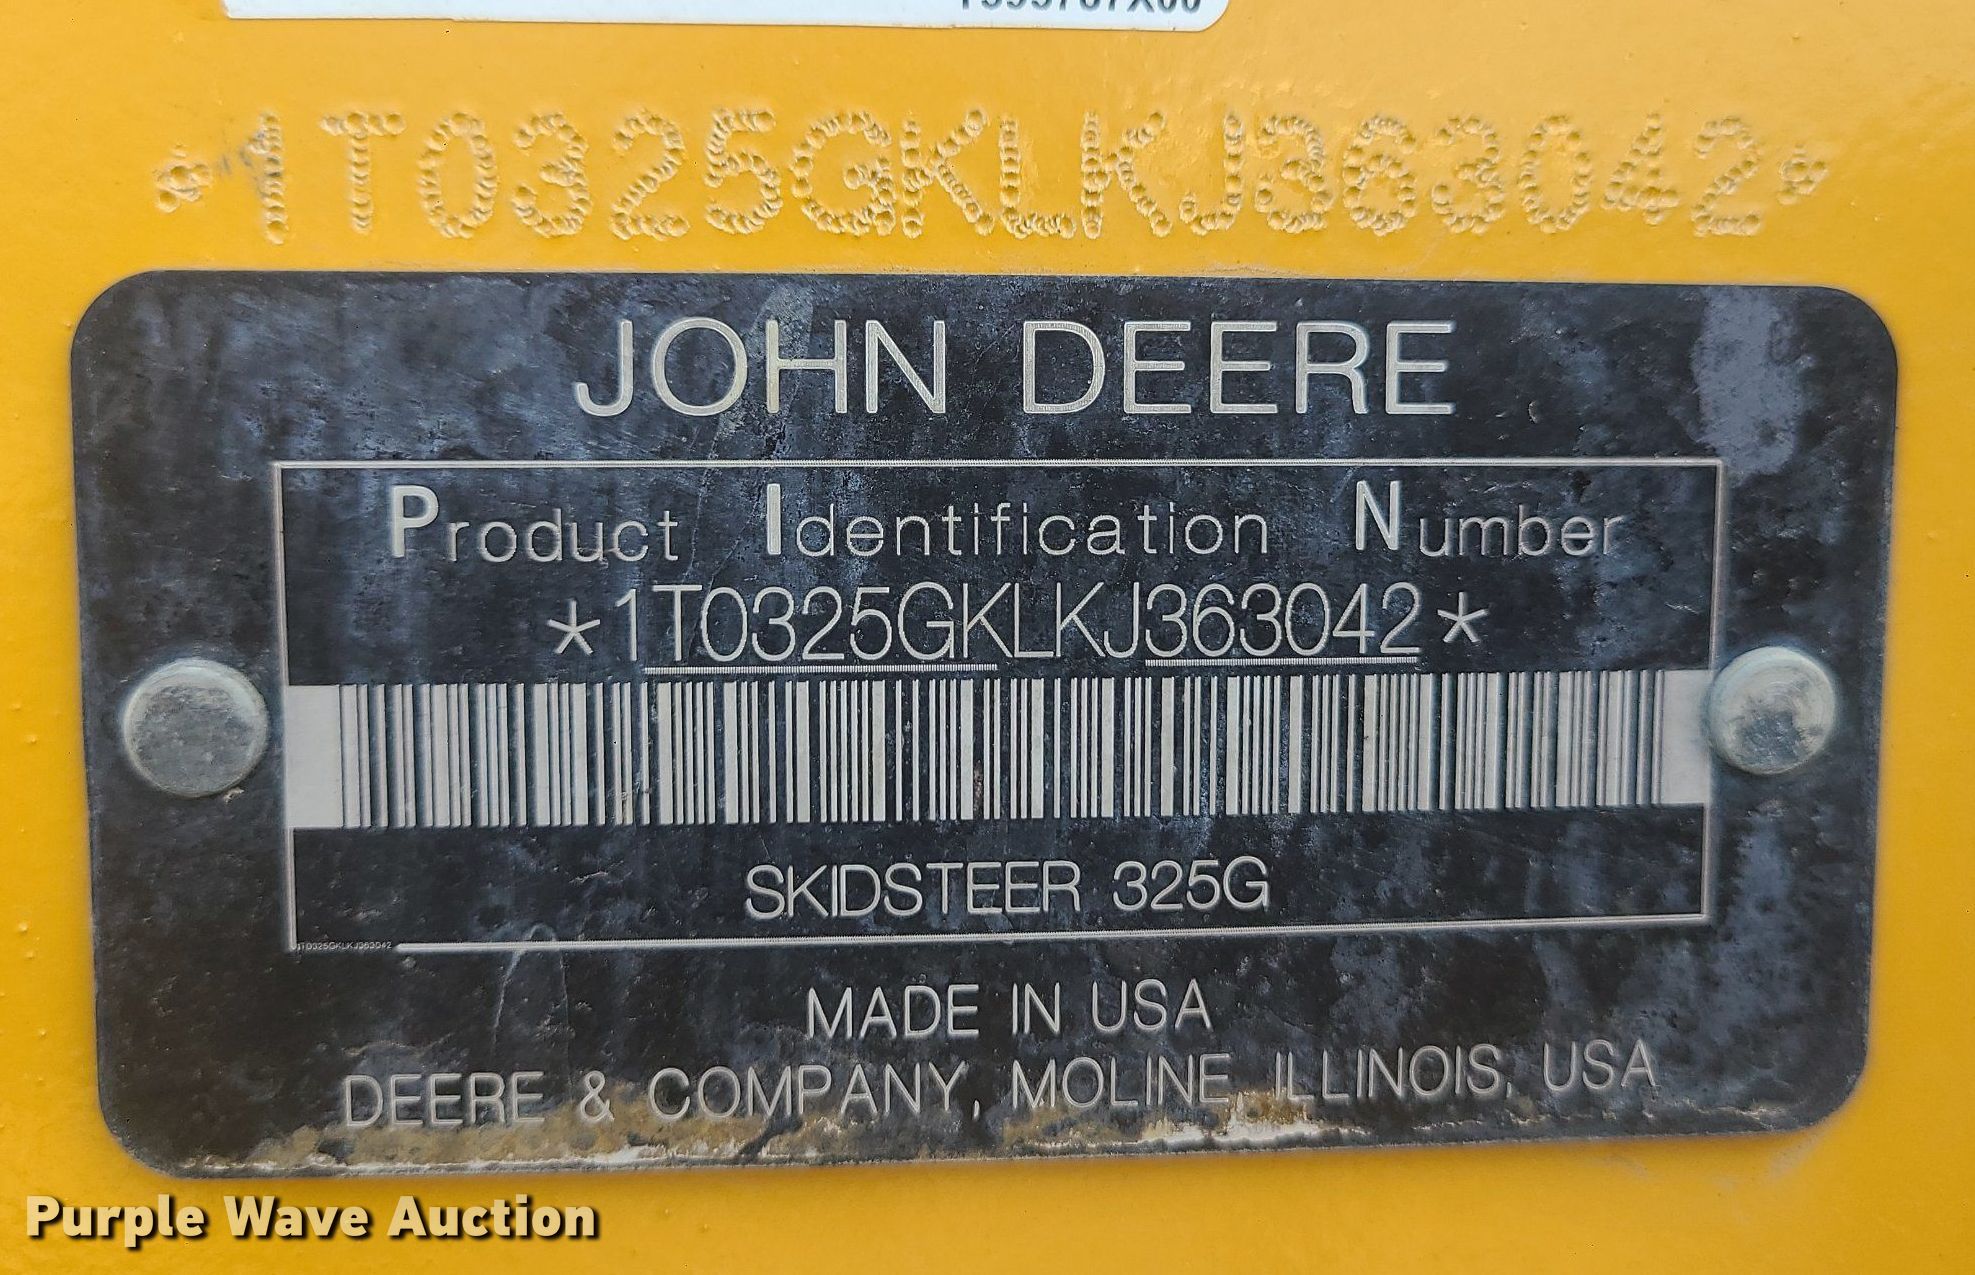 *1T0325GKLKJ363042*
JOHN DEERE
Product Identification Number
*1T0325GKLKJ363042*
SKIDSTEER 325G
1T0325GKLKJ363042
MADE IN USA
DEERE & COMPANY, MOLINE, ILLINOIS, USA
Purple Wave Auction